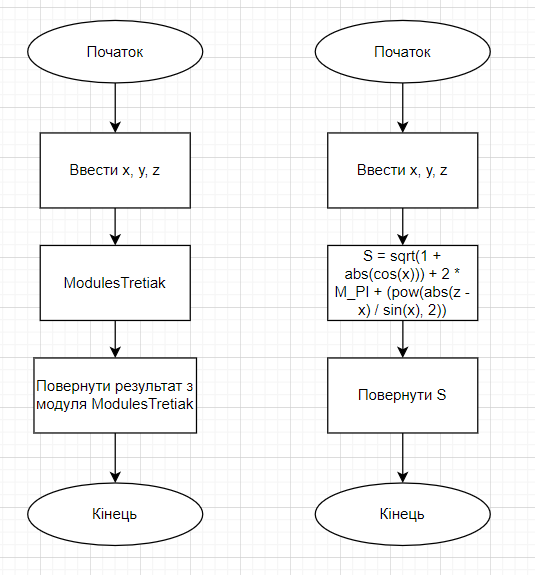 Початок
Ввести x, y, z
ModulesTretiak
Повернути результат з
модуля ModulesTretiak
Кінець
Початок
Ввести x, y, z
S = sqrt(1 +
abs(cos(x))) + 2 *
M_PI + (pow(abs(z -
x) / sin(x), 2))
Повернути S
Кінець